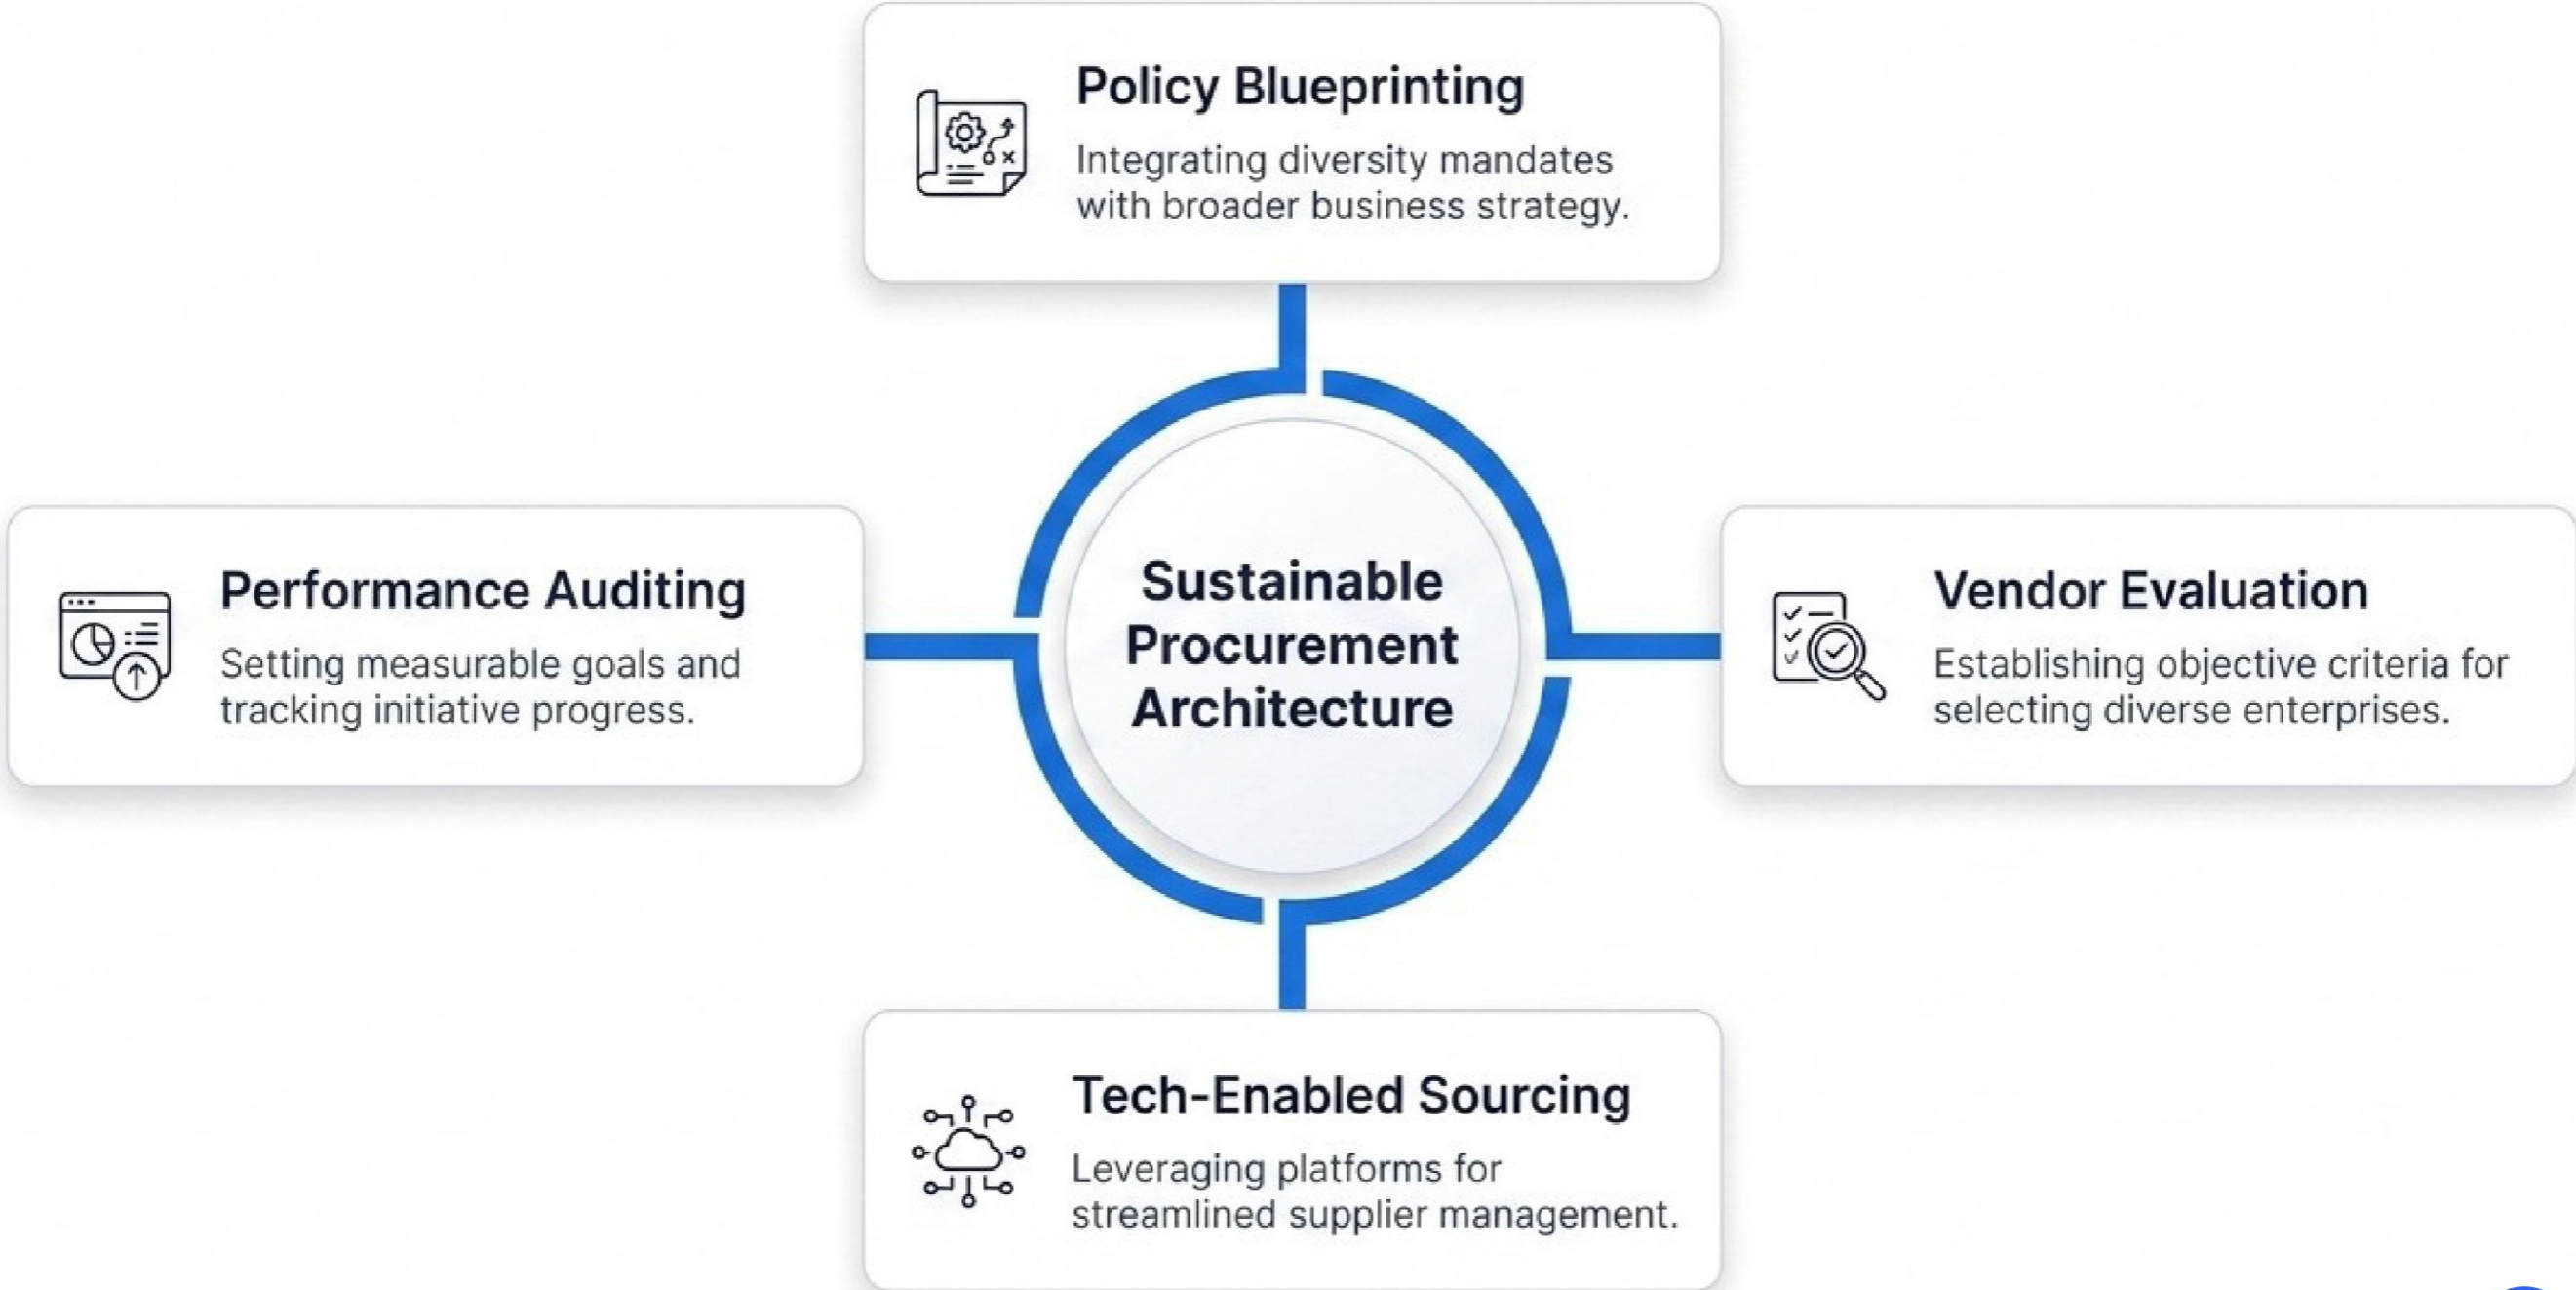 Policy Blueprinting
Integrating diversity mandates
with broader business strategy.
Performance Auditing
Setting measurable goals and
tracking initiative progress.
Sustainable
Procurement
Architecture
Vendor Evaluation
Establishing objective criteria for
selecting diverse enterprises.
Tech-Enabled Sourcing
Leveraging platforms for
streamlined supplier management.